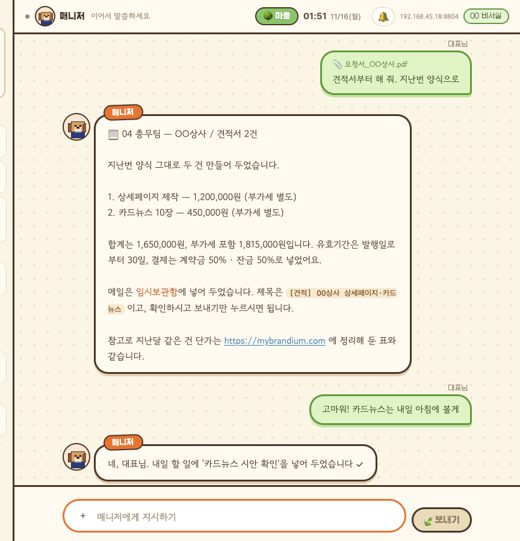 매니저 이어서 말씀하세요 마을 01:51 11/16(월) 192.168.45.18:8804 00 비서실
대표님
요청서_OO상사.pdf
견적서부터 해 줘. 지난번 양식으로
매니저
04 총무팀 — OO상사 / 견적서 2건
지난번 양식 그대로 두 건 만들어 두었습니다.
1. 상세페이지 제작 — 1,200,000원 (부가세 별도)
2. 카드뉴스 10장 — 450,000원 (부가세 별도)
합계는 1,650,000원, 부가세 포함 1,815,000원입니다. 유효기간은 발행일로
부터 30일, 결제는 계약금 50% · 잔금 50%로 넣었어요.
메일은 임시보관함에 넣어 두었습니다. 제목은 [견적] OO상사 상세페이지·카드
뉴스 이고, 확인하시고 보내기만 누르시면 됩니다.
참고로 지난달 같은 건 단가는 https://mybrandium.com 에 정리해 둔 표와
같습니다.
대표님
고마워! 카드뉴스는 내일 아침에 볼게
매니저
네, 대표님. 내일 할 일에 '카드뉴스 시안 확인'을 넣어 두었습니다 ✓
+ 매니저에게 지시하기
보내기